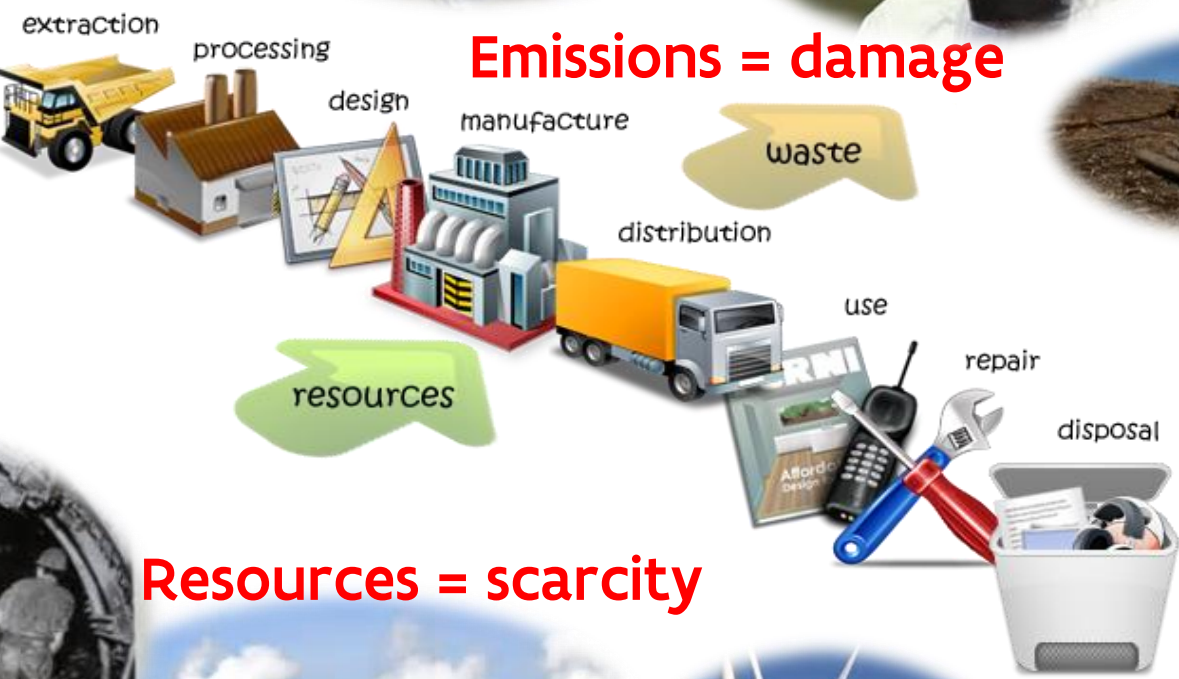 extraction
processing
Emissions = damage
design
manufacture
waste
distribution
use
resources
repair
disposal
Resources = scarcity